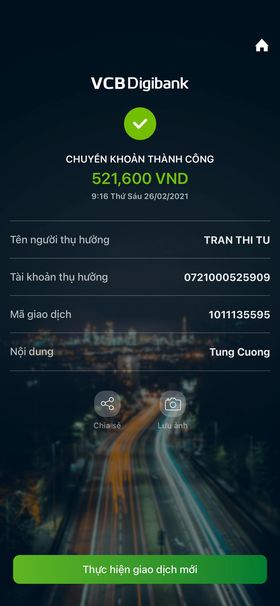 VCB Digibank
CHUYỂN KHOẢN THÀNH CÔNG
521,600 VND
9:16 Thứ Sáu 26/02/2021
Tên người thụ hưởng TRAN THI TU
Tài khoản thụ hưởng 0721000525909
Mã giao dịch 1011135595
Nội dung Tung Cuong
Chia sẻ Lưu ảnh
Thực hiện giao dịch mới